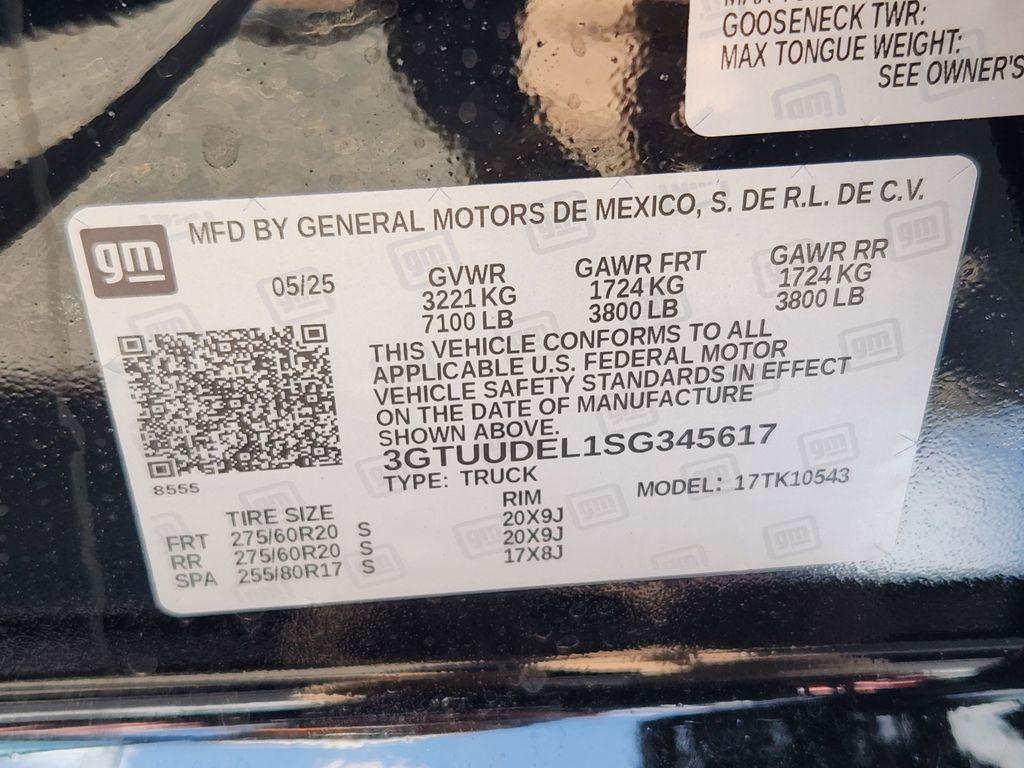 GOOSENECK TWR:
MAX TONGUE WEIGHT:
SEE OWNER'S
gm
MFD BY GENERAL MOTORS DE MEXICO, S. DE R.L. DE C.V.
05/25
GVWR
3221 KG
7100 LB
GAWR FRT
1724 KG
3800 LB
GAWR RR
1724 KG
3800 LB
THIS VEHICLE CONFORMS TO ALL
APPLICABLE U.S. FEDERAL MOTOR
VEHICLE SAFETY STANDARDS IN EFFECT
ON THE DATE OF MANUFACTURE
SHOWN ABOVE.
3GTUUDEL1SG345617
TYPE: TRUCK
MODEL: 17TK10543
8555
TIRE SIZE RIM
FRT 275/60R20 S 20X9J
RR 275/60R20 S 20X9J
SPA 255/80R17 S 17X8J